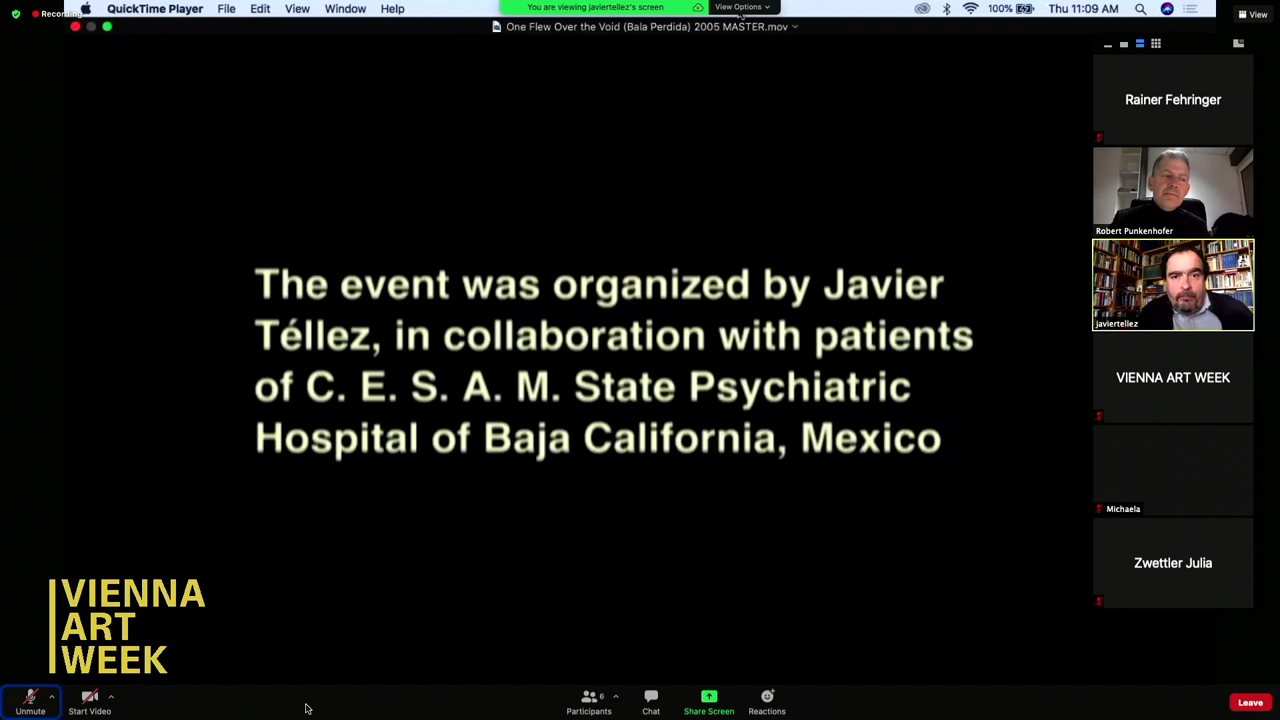 Recording
QuickTime Player File Edit View Window Help
You are viewing javiertellez's screen
View Options
100%
Thu 11:09 AM
View
One Flew Over the Void (Bala Perdida) 2005 MASTER.mov
Rainer Fehringer
Robert Punkenhofer
Javiertellez
VIENNA ART WEEK
Michaela
Zwettler Julia
The event was organized by Javier
Téllez, in collaboration with patients
of C. E. S. A. M. State Psychiatric
Hospital of Baja California, Mexico
VIENNA
ART
WEEK
Unmute
Start Video
6
Participants
Chat
Share Screen
Reactions
Leave